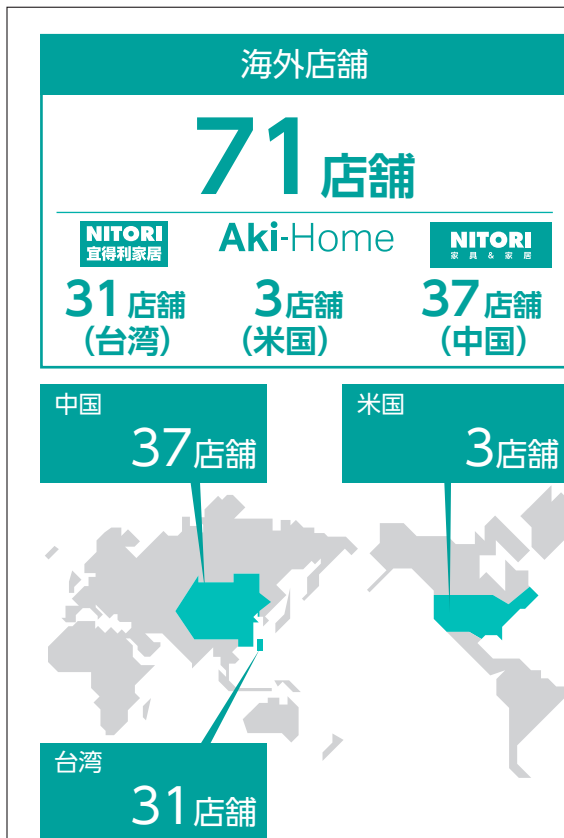 海外店舗
71店舗
NITORI
宜得利家居
Aki-Home
NITORI
家具&家居
31店舗
(台湾)
3店舗
(米国)
37店舗
(中国)
中国
37店舗
米国
3店舗
台湾
31店舗